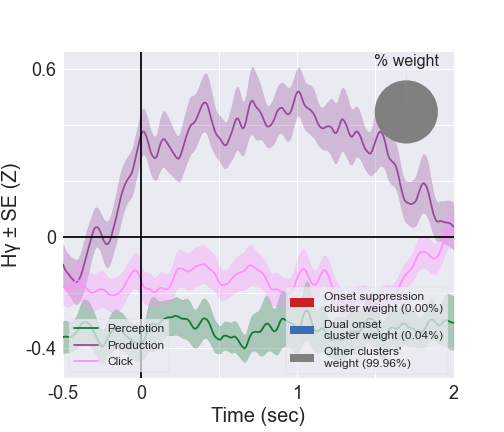 % weight
0.6
0
-0.4
Hγ ± SE (Z)
Onset suppression
cluster weight (0.00%)
Dual onset
cluster weight (0.04%)
Other clusters'
weight (99.96%)
Perception
Production
Click
-0.5
0
1
2
Time (sec)